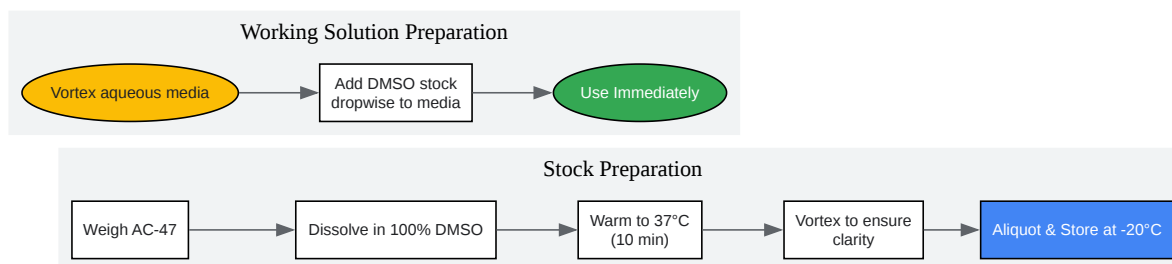 Working Solution Preparation
Vortex aqueous media
Add DMSO stock
dropwise to media
Use Immediately
Stock Preparation
Weigh AC-47
Dissolve in 100% DMSO
Warm to 37°C
(10 min)
Vortex to ensure
clarity
Aliquot & Store at -20°C